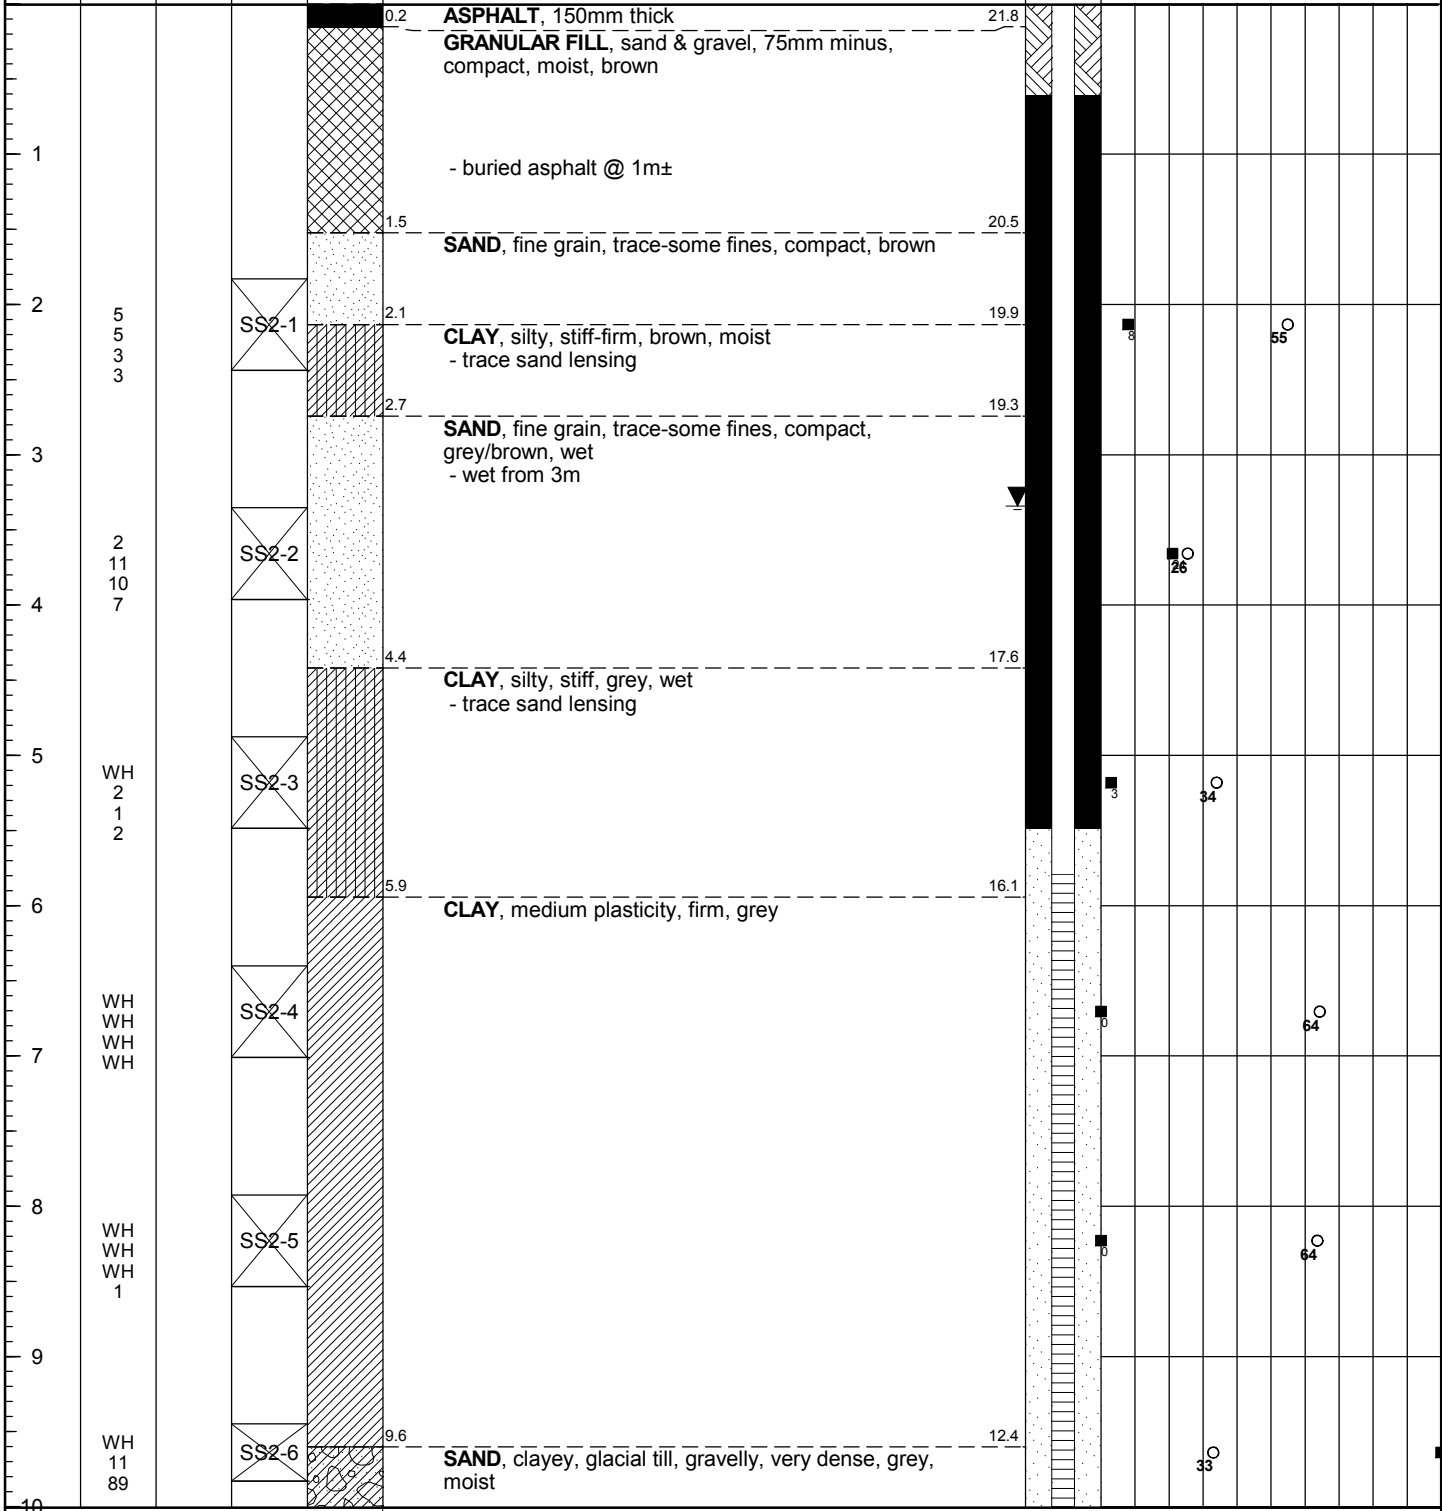 0.2 ASPHALT, 150mm thick 21.8
GRANULAR FILL, sand & gravel, 75mm minus,
compact, moist, brown
1 - buried asphalt @ 1m±
1.5 20.5
SAND, fine grain, trace-some fines, compact, brown
2
5
5
3
3
SS2-1
2.1 19.9
CLAY, silty, stiff-firm, brown, moist
- trace sand lensing
8
55
2.7 19.3
SAND, fine grain, trace-some fines, compact,
grey/brown, wet
- wet from 3m
3
2
11
10
7
SS2-2
26
4
4.4 17.6
CLAY, silty, stiff, grey, wet
- trace sand lensing
5
WH
2
1
2
SS2-3
3
34
5.9 16.1
6
CLAY, medium plasticity, firm, grey
WH
WH
WH
WH
SS2-4
0
64
7
8
WH
WH
WH
1
SS2-5
0
64
9
9.6 12.4
WH
11
89
SS2-6
SAND, clayey, glacial till, gravelly, very dense, grey,
moist
33
10